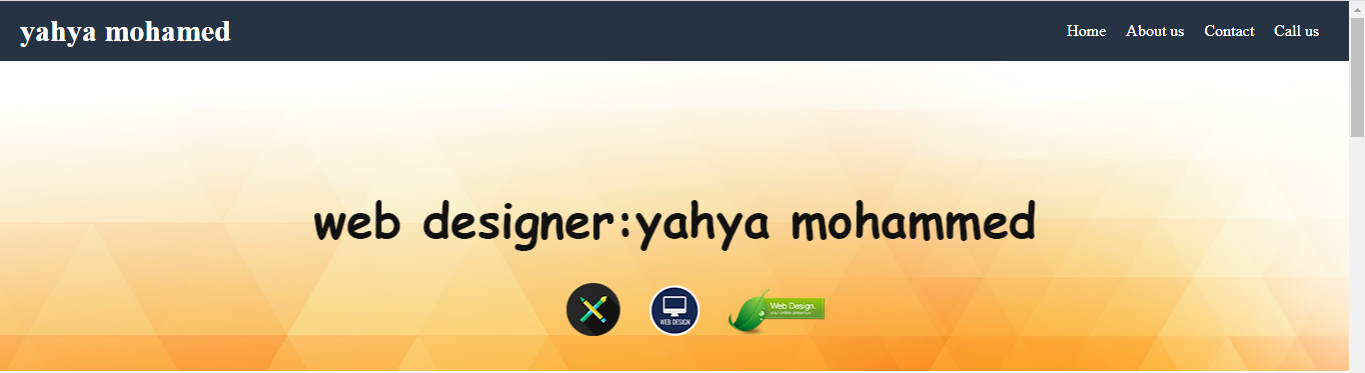 yahya mohamed
Home About us Contact Call us
web designer:yahya mohammed
WEB DESIGN
Web Design.
your online presence